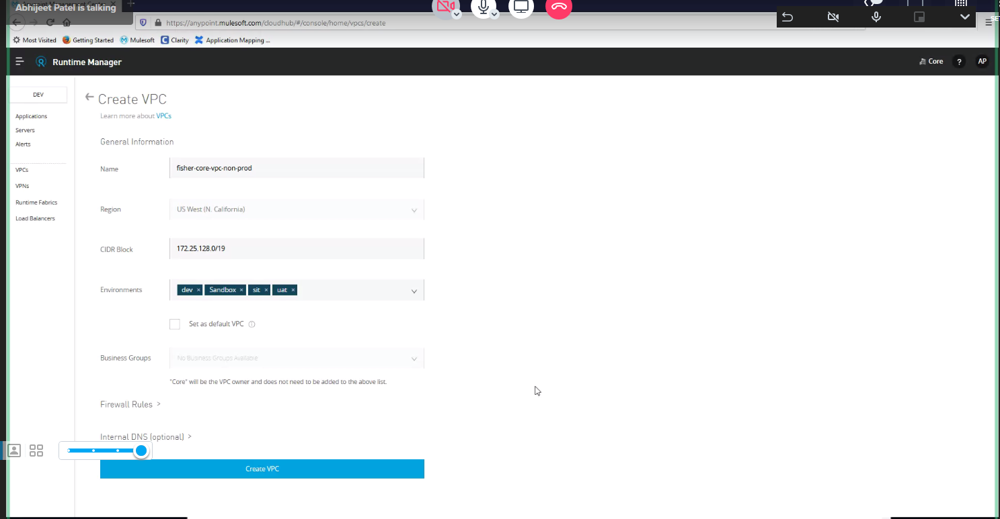 Abhijeet Patel is talking
https://anypoint.mulesoft.com/cloudhub/#/console/home/vpcs/create
Most Visited Getting Started Mulesoft Clarity Application Mapping ...
Runtime Manager
Core ? AP
DEV
Applications
Servers
Alerts
VPCs
VPNs
Runtime Fabrics
Load Balancers
Create VPC
Learn more about VPCs
General Information
Name fisher-core-vpc-non-prod
Region US West (N. California)
CIDR Block 172.25.128.0/19
Environments dev × Sandbox × sit × uat ×
Set as default VPC
Business Groups No Business Groups Available
"Core" will be the VPC owner and does not need to be added to the above list.
Firewall Rules >
Internal DNS (optional) >
Create VPC